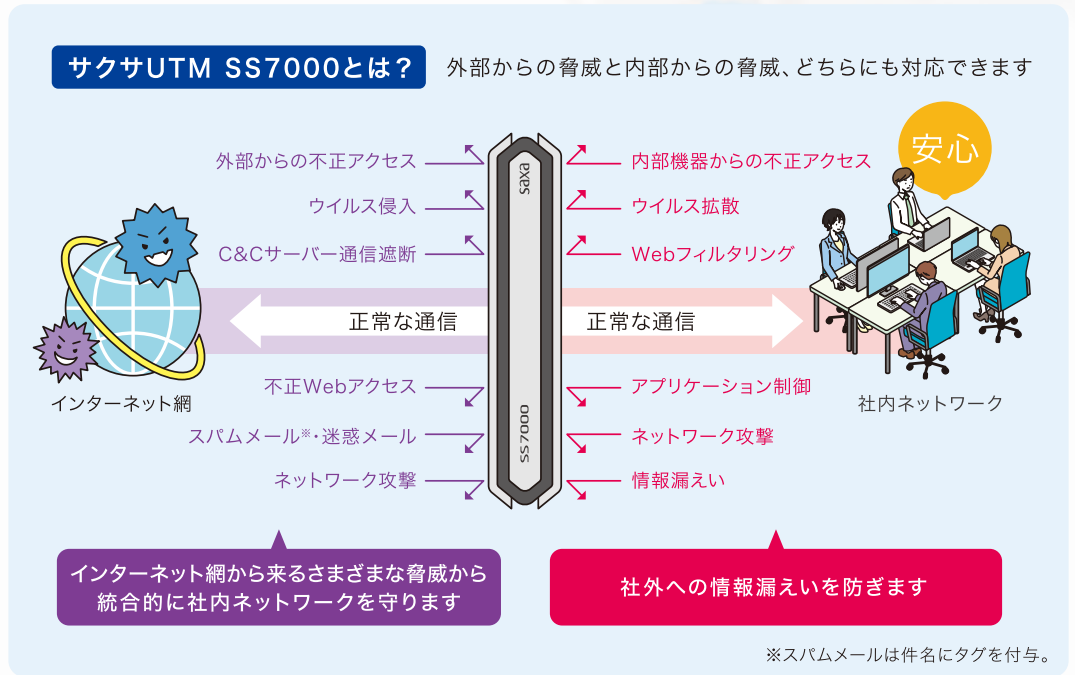 サクサUTM SS7000とは？
外部からの脅威と内部からの脅威、どちらにも対応できます
安心
外部からの不正アクセス
ウイルス侵入
C&Cサーバー通信遮断
正常な通信
不正Webアクセス
スパムメール※・迷惑メール
ネットワーク攻撃
インターネット網
saxa
SS7000
内部機器からの不正アクセス
ウイルス拡散
Webフィルタリング
正常な通信
アプリケーション制御
ネットワーク攻撃
情報漏えい
社内ネットワーク
インターネット網から来るさまざまな脅威から
統合的に社内ネットワークを守ります
社外への情報漏えいを防ぎます
※スパムメールは件名にタグを付与。